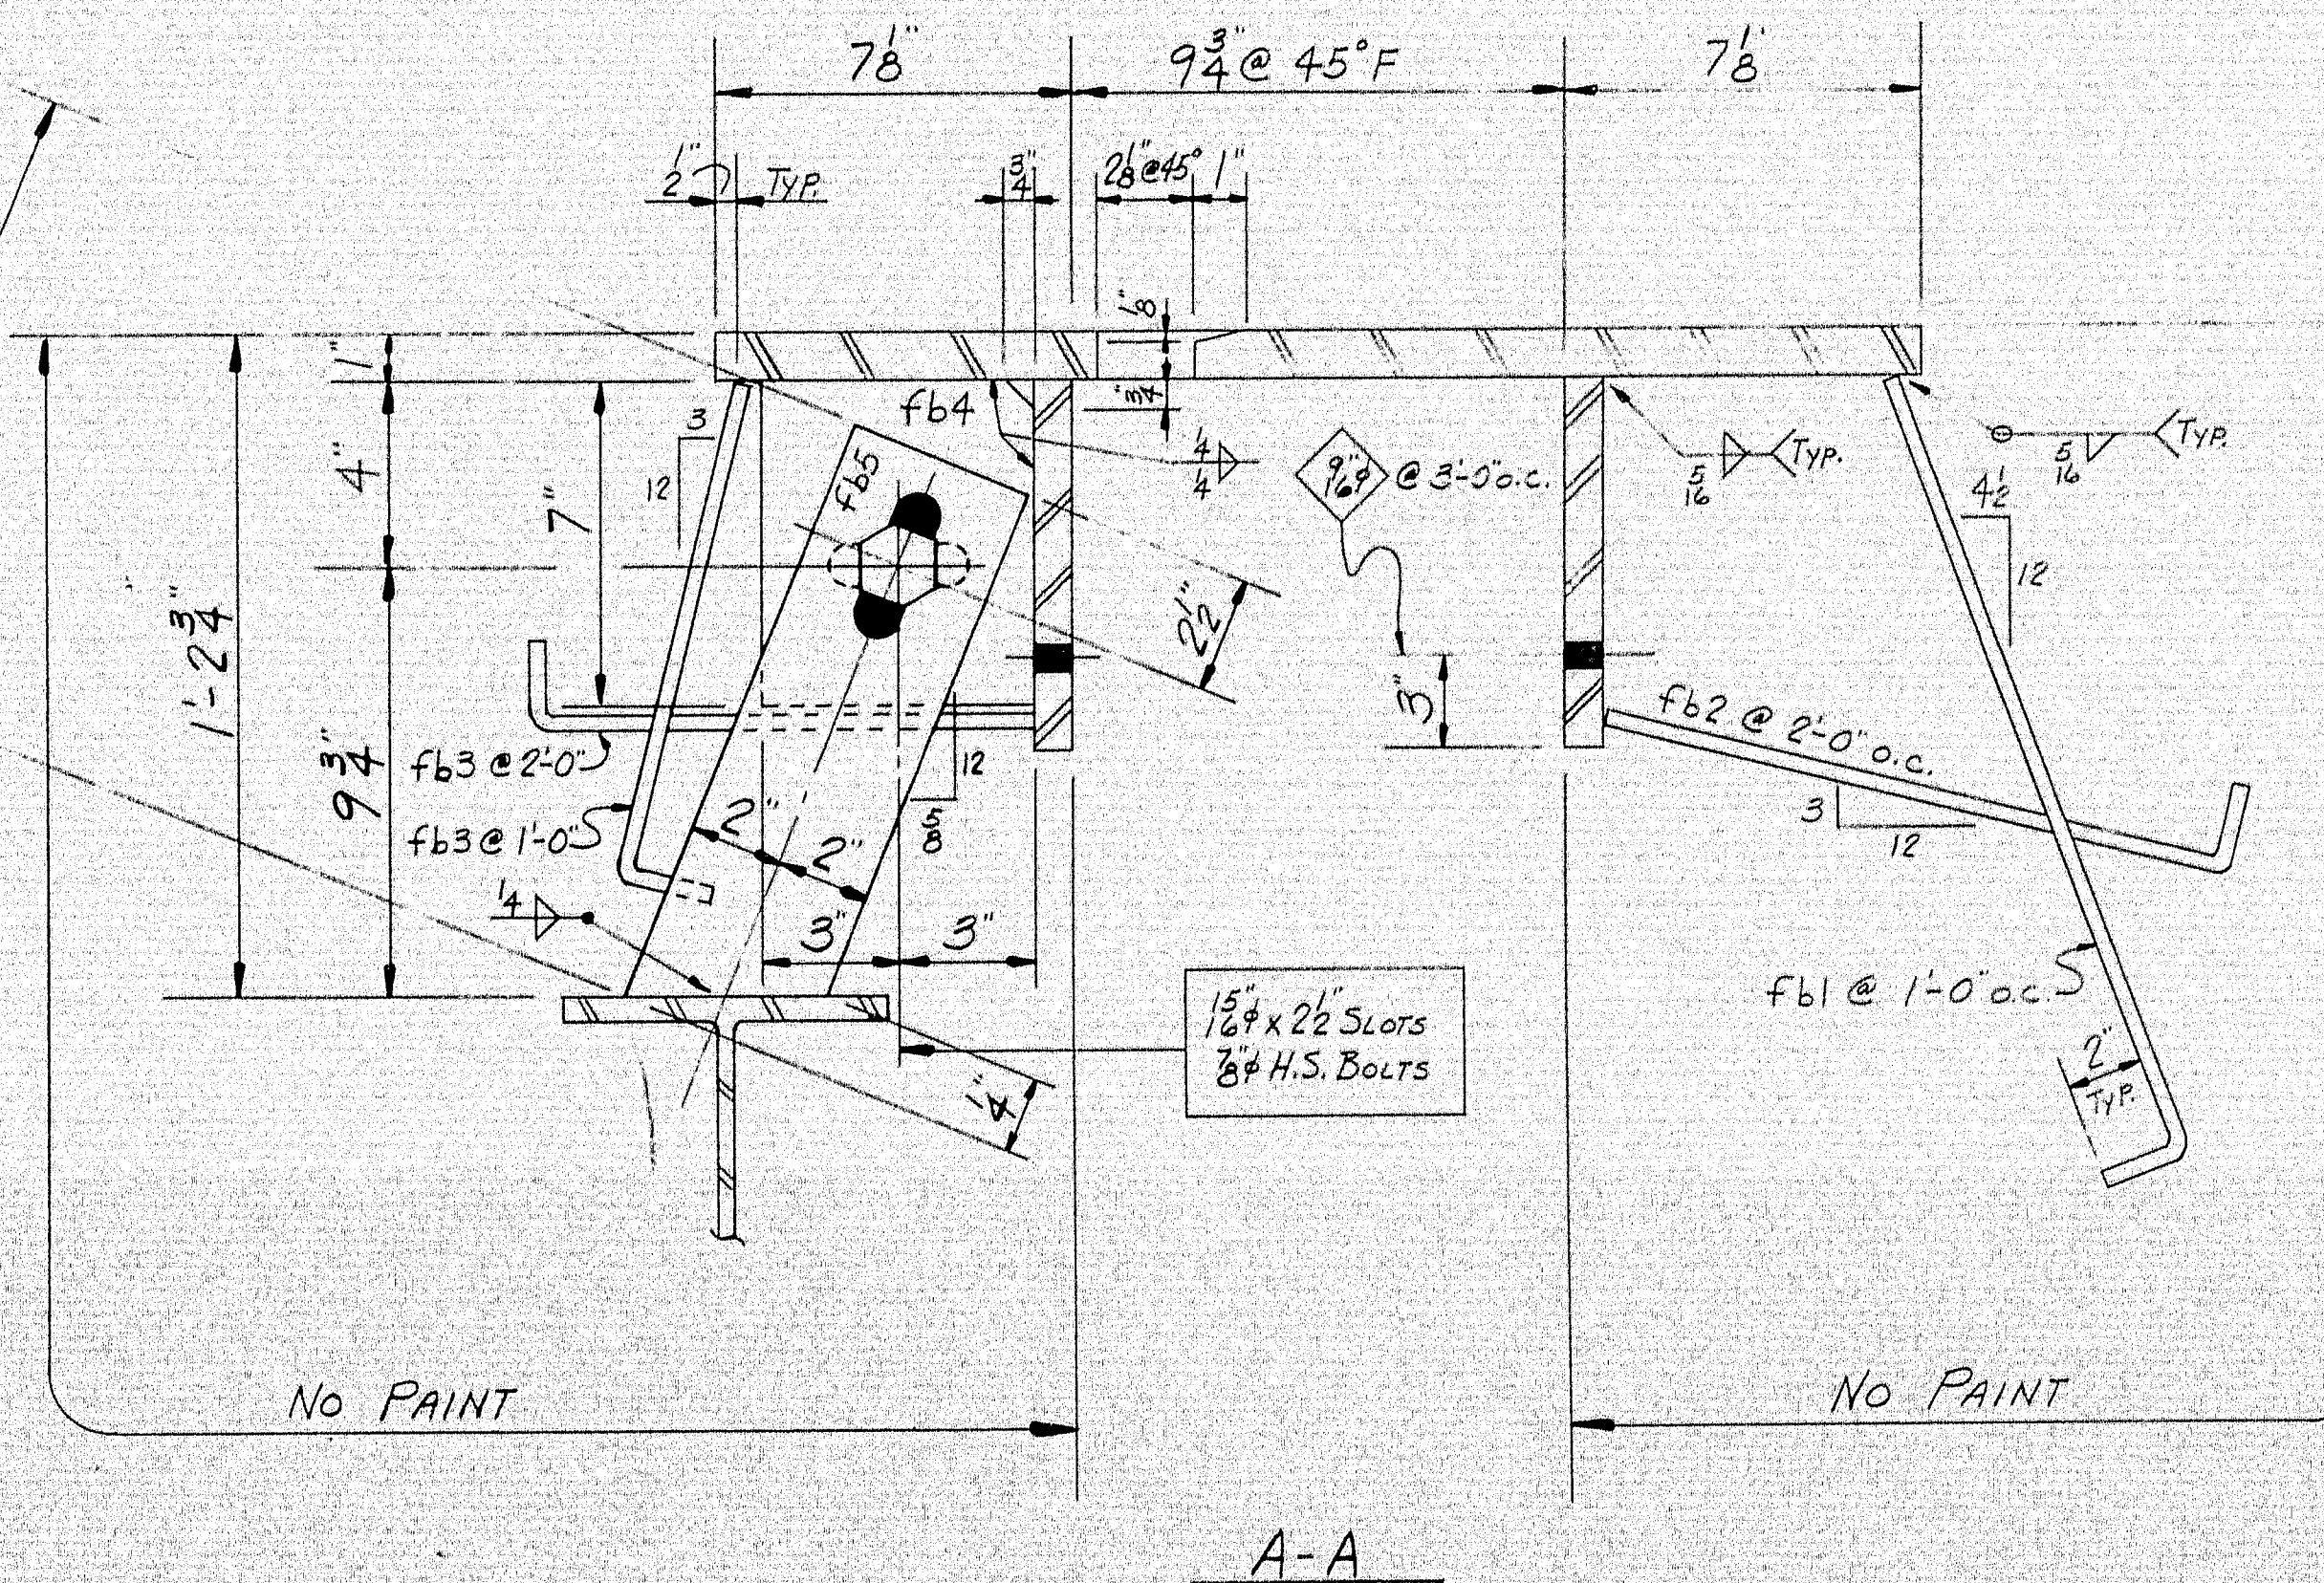 7 1/8"
9 3/4" @ 45°F
7 1/8"
1/2"
TYP.
3/4"
2 1/8" @ 45°
1"
1/8"
3/4"
1"
4"
7"
3
12
fb4
fb5
1/4
1/4
9/16"φ @ 3'-0" o.c.
5/16
TYP.
5/16
TYP.
4 1/2
12
1'-2 3/4"
9 3/4"
2 1/2"
3"
fb2 @ 2'-0" o.c.
3
12
fb3 @ 2'-0"
fb3 @ 1'-0"
12
5/8
2"
2"
1/4
3"
3"
fb1 @ 1'-0" o.c.
15/16"φ x 2 1/2" SLOTS
7/8"φ H.S. BOLTS
2"
TYP.
NO PAINT
NO PAINT
A-A